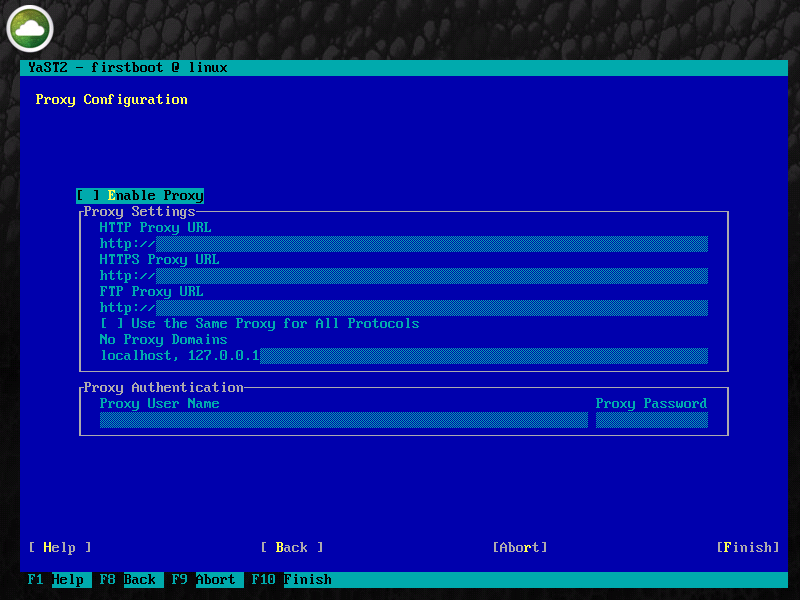 YaST2 - firstboot @ linux
Proxy Configuration
[ ] Enable Proxy
Proxy Settings
HTTP Proxy URL
http://
HTTPS Proxy URL
http://
FTP Proxy URL
http://
[ ] Use the Same Proxy for All Protocols
No Proxy Domains
localhost, 127.0.0.1
Proxy Authentication
Proxy User Name Proxy Password
[ Help ] [ Back ] [Abort] [Finish]
F1 Help F8 Back F9 Abort F10 Finish